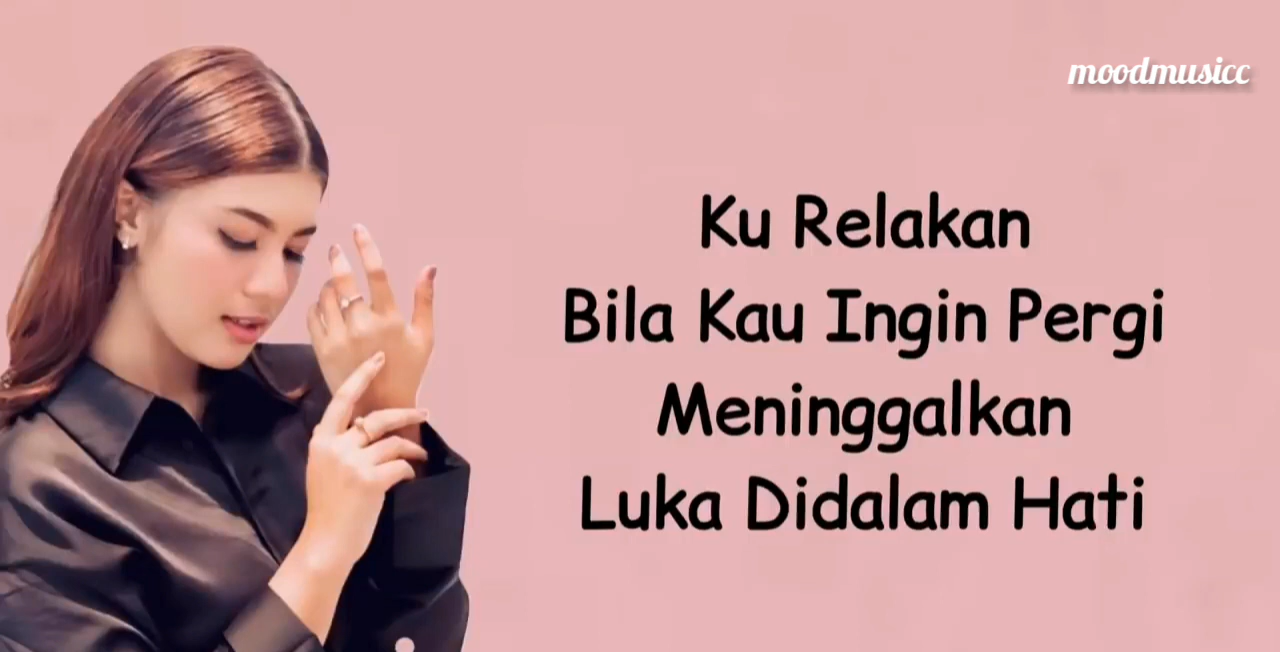 moodmusicc
Ku Relakan
Bila Kau Ingin Pergi
Meninggalkan
Luka Didalam Hati